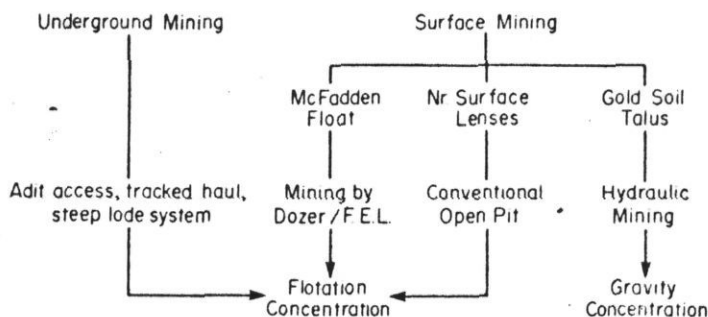 Underground Mining
Surface Mining
McFadden
Float
Nr Surface
Lenses
Gold Soil
Talus
Adit access, tracked haul,
steep lode system
Mining by
Dozer / F.E.L.
Conventional
Open Pit
Hydraulic
Mining
Flotation
Concentration
Gravity
Concentration